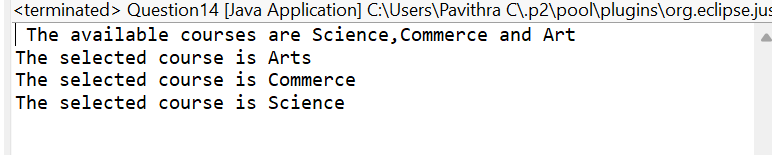 <terminated> Question14 [Java Application] C:\Users\Pavithra C\.p2\pool\plugins\org.eclipse.jus
The available courses are Science,Commerce and Art
The selected course is Arts
The selected course is Commerce
The selected course is Science